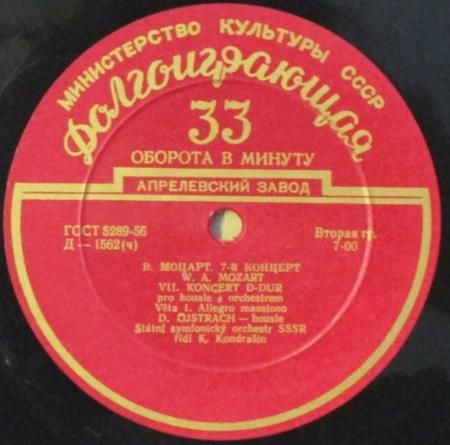 МИНИСТЕРСТВО КУЛЬТУРЫ СССР
Долгоиграющая
33
ОБОРОТА В МИНУТУ
АПРЕЛЕВСКИЙ ЗАВОД
ГОСТ 5289-56
Д — 1562(ч)
Вторая гр.
7-00
В. МОЦАРТ. 7-й КОНЦЕРТ
W. A. MOZART
VII. KONCERT D-DUR
pro housle s orchestrem
Věta I. Allegro maestoso
D. OJSTRACH — housle
Státní symfonický orchestr SSSR
řídí K. Kondrašin